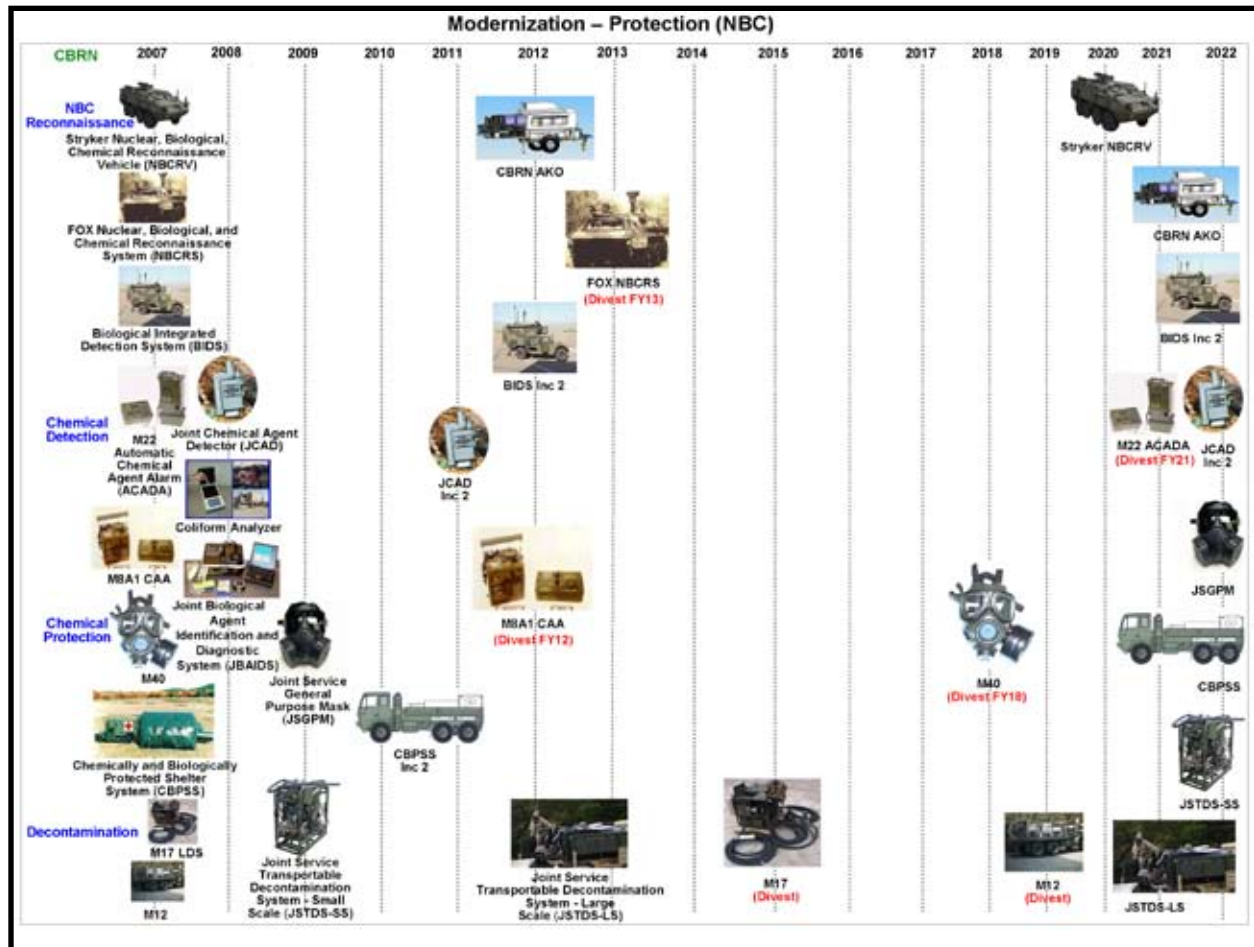 Modernization – Protection (NBC)
CBRN 2007 2008 2009 2010 2011 2012 2013 2014 2015 2016 2017 2018 2019 2020 2021 2022
NBC
Reconnaissance
Stryker Nuclear, Biological,
Chemical Reconnaissance
Vehicle (NBCRV)
CBRN AKO
Stryker NBCRV
FOX Nuclear, Biological, and
Chemical Reconnaissance
System (NBCRS)
FOX NBCRS
(Divest FY13)
CBRN AKO
Biological Integrated
Detection System (BIDS)
BIDS Inc 2
BIDS Inc 2
Chemical
Detection
M22
Automatic
Chemical
Agent Alarm
(ACADA)
Joint Chemical Agent
Detector (JCAD)
JCAD
Inc 2
M22 ACADA
(Divest FY21)
JCAD
Inc 2
Coliform Analyzer
M8A1 CAA
M8A1 CAA
(Divest FY12)
JSGPM
Chemical
Protection
M40
Joint Biological
Agent
Identification and
Diagnostic
System (JBAIDS)
Joint Service
General
Purpose Mask
(JSGPM)
M40
(Divest FY18)
CBPSS
Chemically and Biologically
Protected Shelter
System (CBPSS)
CBPSS
Inc 2
JSTDS-SS
Decontamination
M17 LDS
M12
Joint Service
Transportable
Decontamination
System - Small
Scale (JSTDS-SS)
Joint Service
Transportable Decontamination
System - Large
Scale (JSTDS-LS)
M17
(Divest)
M12
(Divest)
JSTDS-LS